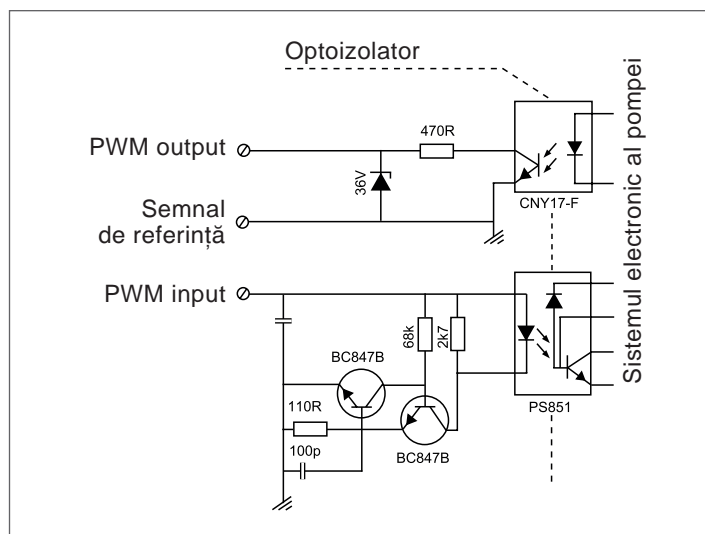 Optoizolator
PWM output
470R
36V
CNY17-F
Semnal
de referință
PWM input
68k
2k7
BC847B
110R
100p
BC847B
PS851
Sistemul electronic al pompei